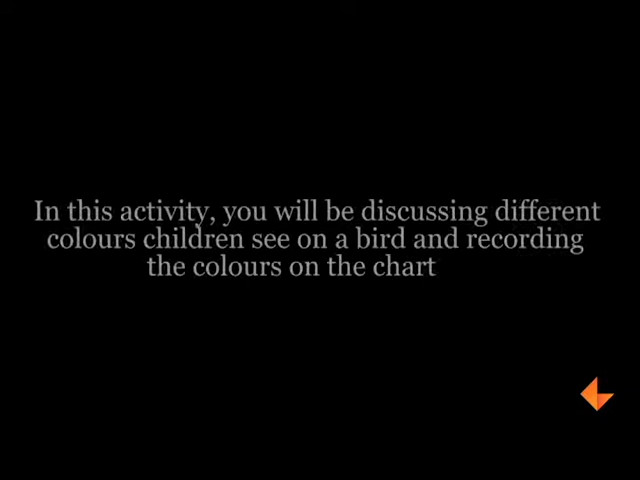 In this activity, you will be discussing different
colours children see on a bird and recording
the colours on the chart